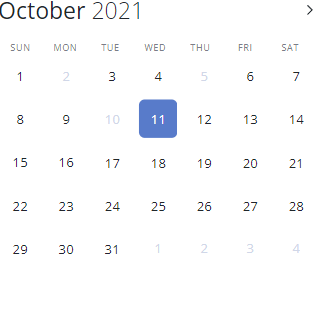 October 2021
SUN MON TUE WED THU FRI SAT
1 2 3 4 5 6 7
8 9 10 11 12 13 14
15 16 17 18 19 20 21
22 23 24 25 26 27 28
29 30 31 1 2 3 4